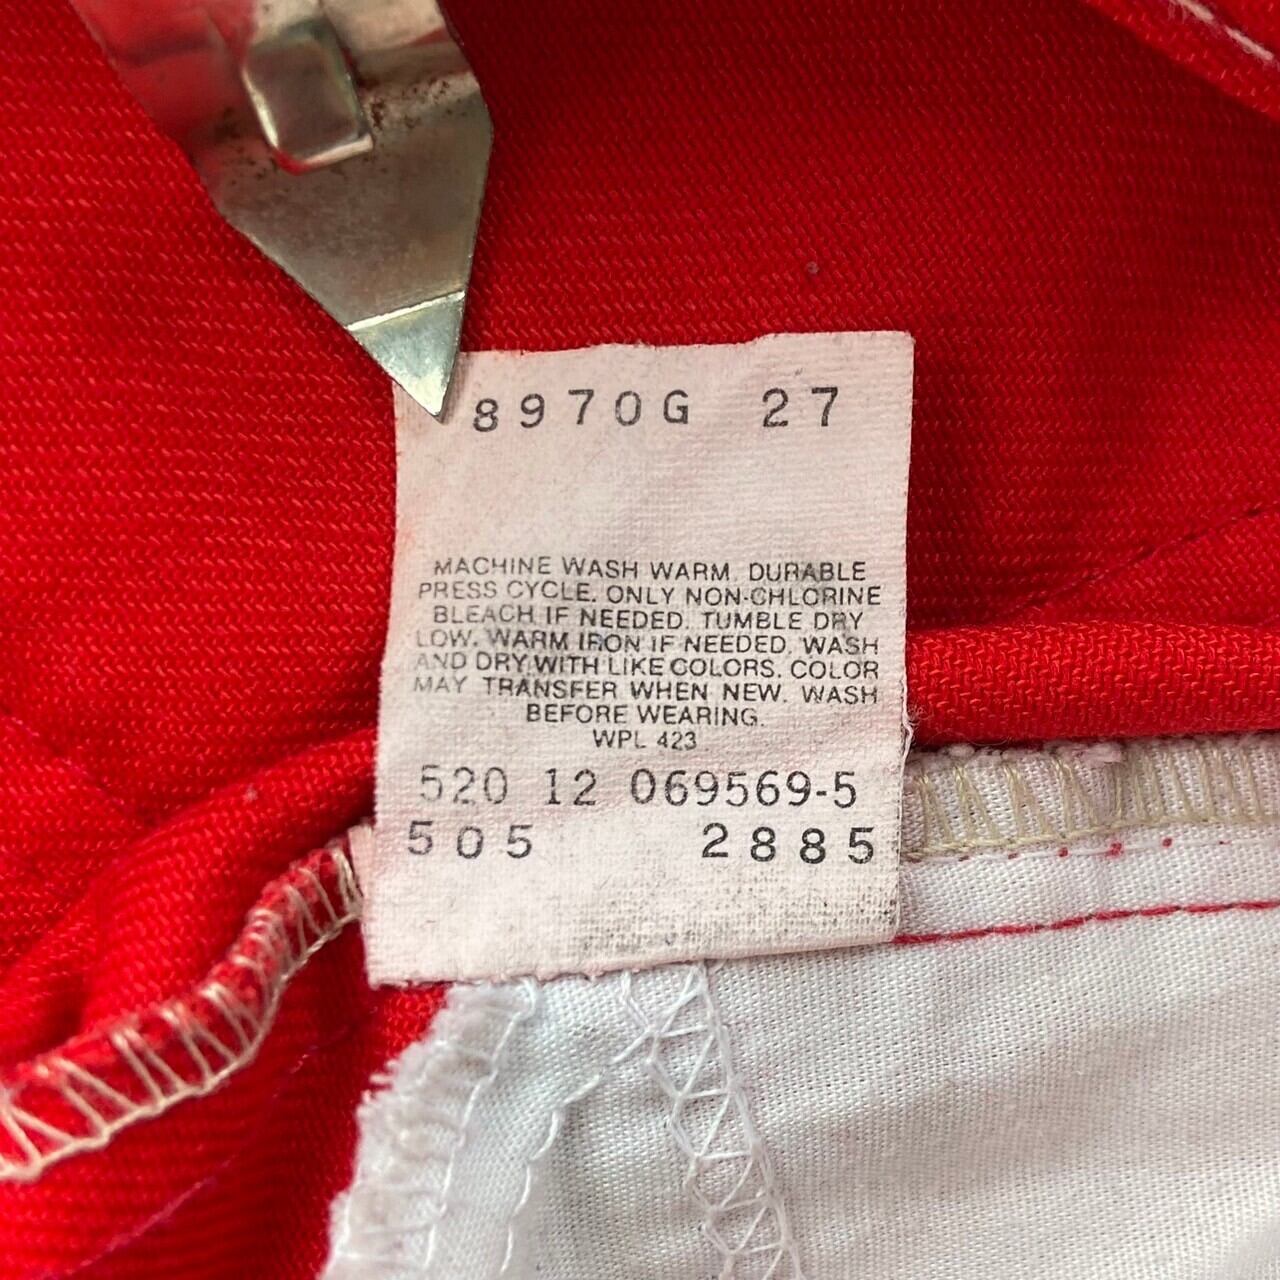 8970G 27
MACHINE WASH WARM. DURABLE
PRESS CYCLE. ONLY NON-CHLORINE
BLEACH IF NEEDED. TUMBLE DRY
LOW. WARM IRON IF NEEDED. WASH
AND DRY WITH LIKE COLORS. COLOR
MAY TRANSFER WHEN NEW. WASH
BEFORE WEARING.
WPL 423
520 12 069569-5
505 2885